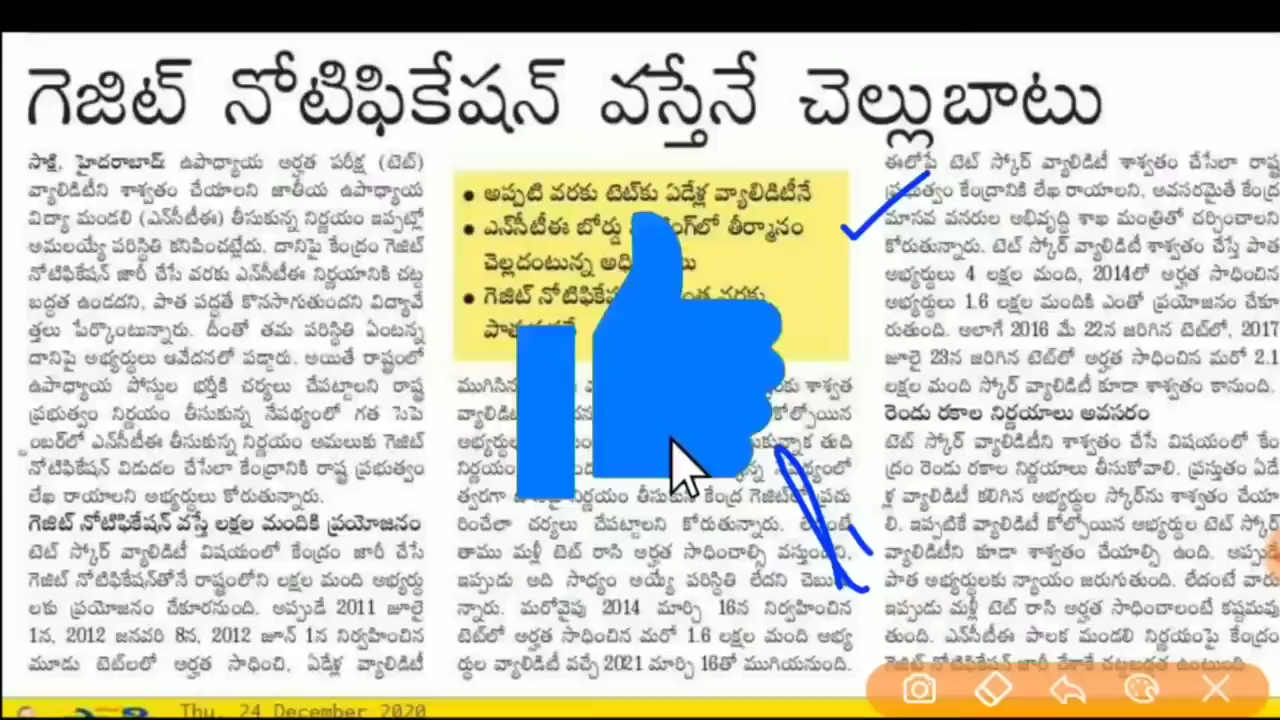 గెజిట్ నోటిఫికేషన్ వస్తేనే చెల్లుబాటు
సాక్షి, హైదరాబాద్: ఉపాధ్యాయ అర్హత పరీక్ష (టెట్)
వ్యాలిడిటీని శాశ్వతం చేయాలని జాతీయ ఉపాధ్యాయ
విద్యా మండలి (ఎన్‌సీటీఈ) తీసుకున్న నిర్ణయం ఇప్పట్లో
అమలయ్యే పరిస్థితి కనిపించట్లేదు. దానిపై కేంద్రం గెజిట్
నోటిఫికేషన్ జారీ చేసే వరకు ఎన్‌సీటీఈ నిర్ణయానికి చట్ట
బద్ధత ఉండదని, పాత పద్ధతే కొనసాగుతుందని విద్యావే
త్తలు పేర్కొంటున్నారు. దీంతో తమ పరిస్థితి ఏంటన్న
దానిపై అభ్యర్థులు ఆవేదనలో పడ్డారు. అయితే రాష్ట్రంలో
ఉపాధ్యాయ పోస్టుల భర్తీకి చర్యలు చేపట్టాలని రాష్ట్ర
ప్రభుత్వం నిర్ణయం తీసుకున్న నేపథ్యంలో గత సెపె
ంబర్‌లో ఎన్‌సీటీఈ తీసుకున్న నిర్ణయం అమలుకు గెజిట్
నోటిఫికేషన్ విడుదల చేసేలా కేంద్రానికి రాష్ట్ర ప్రభుత్వం
లేఖ రాయాలని అభ్యర్థులు కోరుతున్నారు.
గెజిట్ నోటిఫికేషన్ వస్తే లక్షల మందికి ప్రయోజనం
టెట్ స్కోర్ వ్యాలిడిటీ విషయంలో కేంద్రం జారీ చేసే
గెజిట్ నోటిఫికేషన్‌తోనే రాష్ట్రంలోని లక్షల మంది అభ్యర్థు
లకు ప్రయోజనం చేకూరనుంది. అప్పుడే 2011 జూలై
1న, 2012 జనవరి 8న, 2012 జూన్ 1న నిర్వహించిన
మూడు టెట్‌లలో అర్హత సాధించి, ఏడేళ్ల వ్యాలిడిటీ
● అప్పటి వరకు టెట్‌కు ఏడేళ్ల వ్యాలిడిటీనే
● ఎన్‌సీటీఈ బోర్డు తీర్మానం
చెల్లదంటున్న
● గెజిట్ వరకు
ముగిసిన శాశ్వత
కోల్పోయిన
తుది
త్వరగా నిర్ణయం కేంద్ర
రించేలా చర్యలు చేపట్టాలని కోరుతున్నారు. లేదంటే
తాము మళ్లీ టెట్ రాసి అర్హత సాధించాల్సి వస్తుందని,
ఇప్పుడు అది సాధ్యం అయ్యే పరిస్థితి లేదని చెబు
న్నారు. మరోవైపు 2014 మార్చి 16న నిర్వహించిన
టెట్‌లో అర్హత సాధించిన మరో 1.6 లక్షల మంది అభ్య
ర్థుల వ్యాలిడిటీ వచ్చే 2021 మార్చి 16తో ముగియనుంది.
ఈలోపే టెట్ స్కోర్ వ్యాలిడిటీ శాశ్వతం చేసేలా రాష్ట్ర
ప్రభుత్వం కేంద్రానికి లేఖ రాయాలని, అవసరమైతే కేంద్ర
మానవ వనరుల అభివృద్ధి శాఖ మంత్రితో చర్చించాలని
కోరుతున్నారు. టెట్ స్కోర్ వ్యాలిడిటీ శాశ్వతం చేస్తే పాత
అభ్యర్థులు 4 లక్షల మంది, 2014లో అర్హత సాధించిన
అభ్యర్థులు 1.6 లక్షల మందికి ఎంతో ప్రయోజనం చేకూ
రుతుంది. అలాగే 2016 మే 22న జరిగిన టెట్‌లో, 2017
జూలై 23న జరిగిన టెట్‌లో అర్హత సాధించిన మరో 2.1
లక్షల మంది స్కోర్ వ్యాలిడిటీ కూడా శాశ్వతం కానుంది.
రెండు రకాల నిర్ణయాలు అవసరం
టెట్ స్కోర్ వ్యాలిడిటీని శాశ్వతం చేసే విషయంలో కేం
ద్రం రెండు రకాల నిర్ణయాలు తీసుకోవాలి. ప్రస్తుతం ఏడే
ళ్ల వ్యాలిడిటీ కలిగిన అభ్యర్థుల స్కోర్‌ను శాశ్వతం చేయా
లి. ఇప్పటికే వ్యాలిడిటీ కోల్పోయిన అభ్యర్థుల టెట్ స్కోర్
వ్యాలిడిటీని కూడా శాశ్వతం చేయాల్సి ఉంది. అప్పుడే
పాత అభ్యర్థులకు న్యాయం జరుగుతుంది. లేదంటే వారు
ఇప్పుడు మళ్లీ టెట్ రాసి అర్హత సాధించాలంటే కష్టమవు
తుంది. ఎన్‌సీటీఈ పాలక మండలి నిర్ణయంపై కేంద్రం
Thu, 24 December 2020